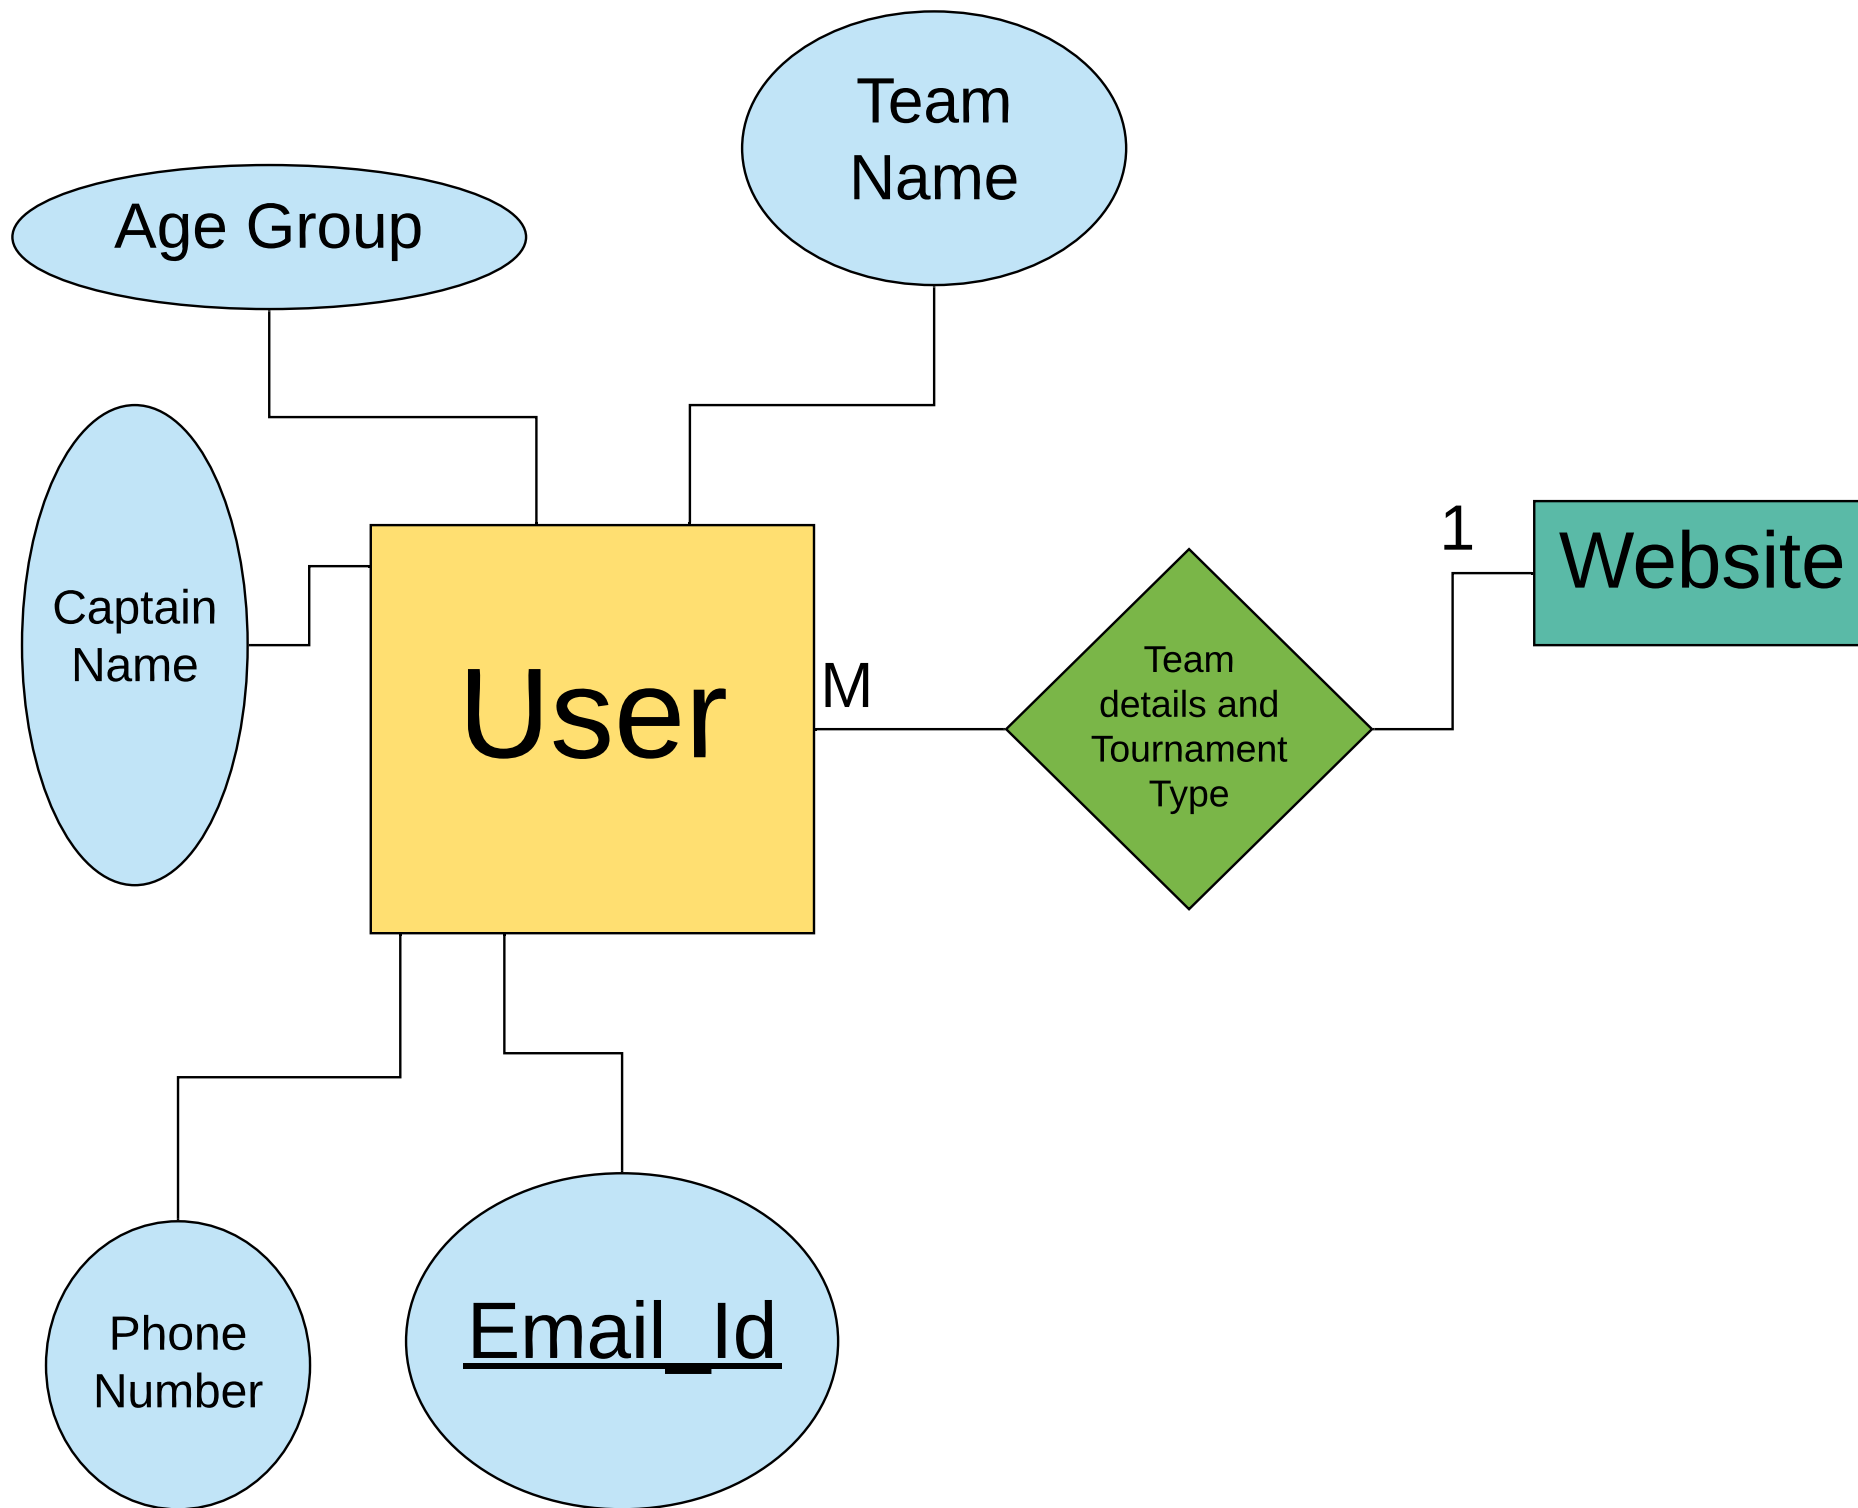 Team
Name
Age Group
1
Website
Captain
Name
User
M
Team
details and
Tournament
Type
Phone
Number
Email_Id